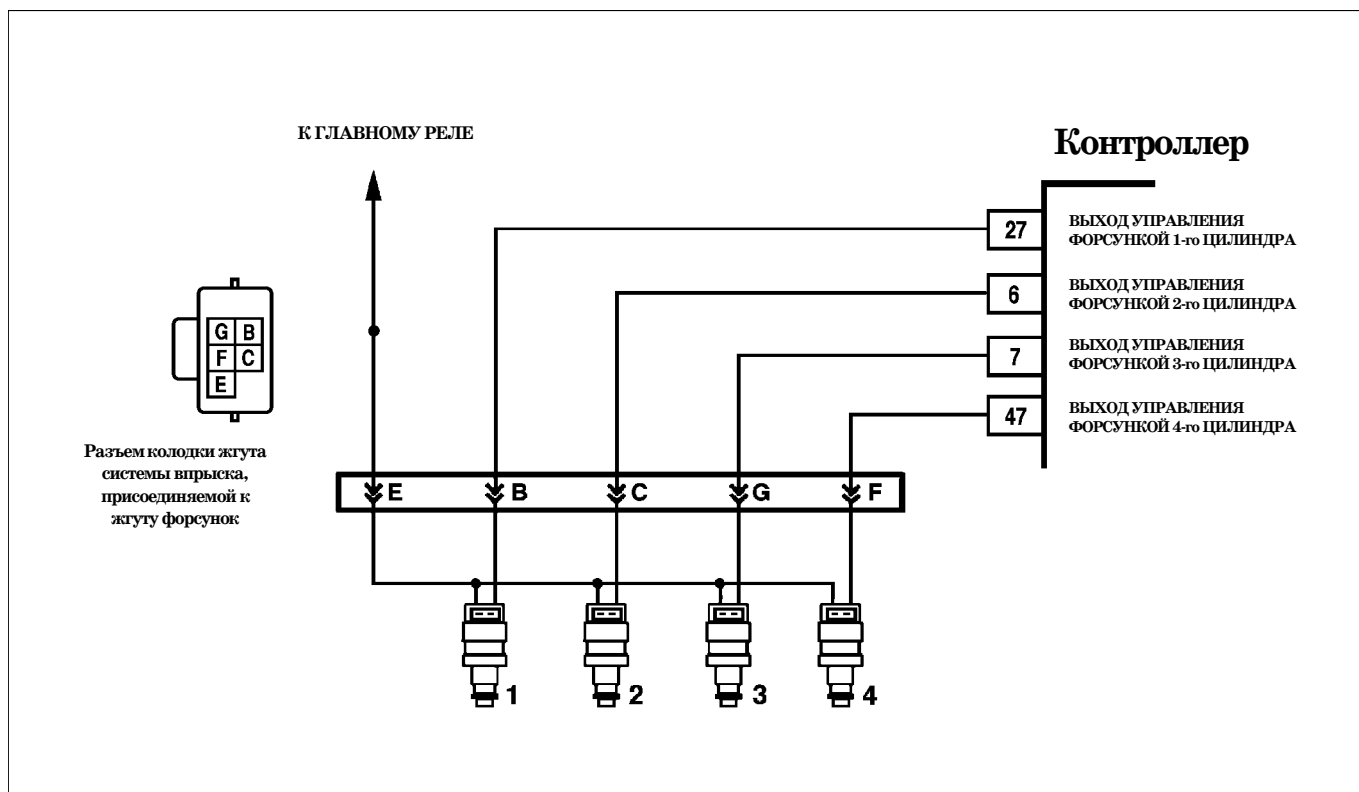 К ГЛАВНОМУ РЕЛЕ
Контроллер
27
ВЫХОД УПРАВЛЕНИЯ
ФОРСУНКОЙ 1-го ЦИЛИНДРА
6
ВЫХОД УПРАВЛЕНИЯ
ФОРСУНКОЙ 2-го ЦИЛИНДРА
7
ВЫХОД УПРАВЛЕНИЯ
ФОРСУНКОЙ 3-го ЦИЛИНДРА
47
ВЫХОД УПРАВЛЕНИЯ
ФОРСУНКОЙ 4-го ЦИЛИНДРА
G B
F C
E
Разъем колодки жгута
системы впрыска,
присоединяемой к
жгуту форсунок
E B C G F
1 2 3 4